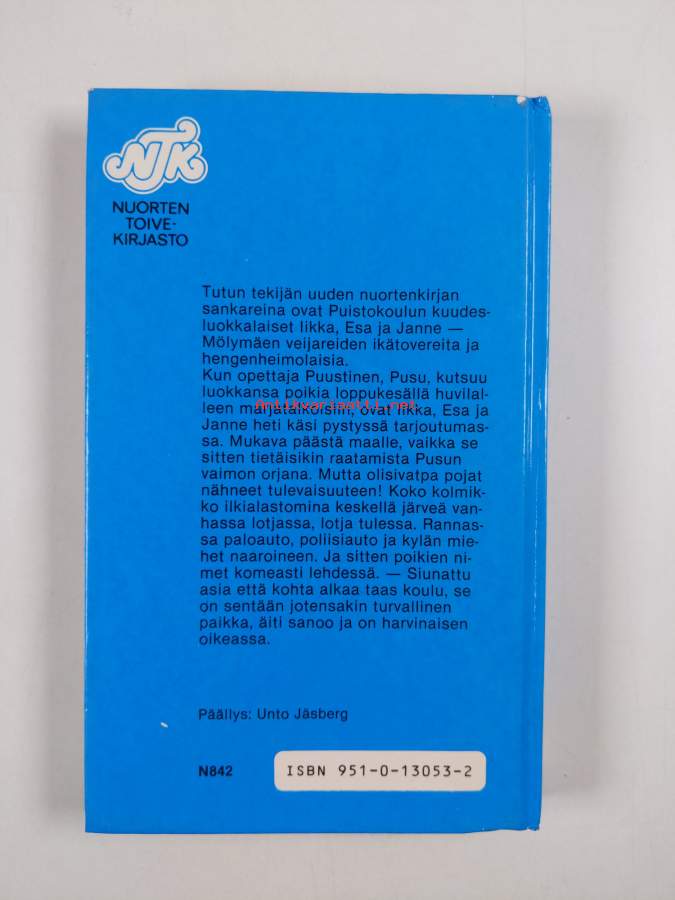 NTK
NUORTEN
TOIVE-
KIRJASTO
Tutun tekijän uuden nuortenkirjan
sankareina ovat Puistokoulun kuudes-
luokkalaiset Iikka, Esa ja Janne —
Mölymäen veijareiden ikätovereita ja
hengenheimolaisia.
Kun opettaja Puustinen, Pusu, kutsuu
luokkansa poikia loppukesällä huvilal-
Antikvariaatti.net
leen marjatalkoisiin, ovat Iikka, Esa ja
Janne heti käsi pystyssä tarjoutumas-
sa. Mukava päästä maalle, vaikka se
sitten tietäisikin raatamista Pusun
vaimon orjana. Mutta olisivatpa pojat
nähneet tulevaisuuteen! Koko kolmik-
ko ilkialastomina keskellä järveä van-
hassa lotjassa, lotja tulessa. Rannas-
sa paloauto, poliisiauto ja kylän mie-
het naaroineen. Ja sitten poikien ni-
met komeasti lehdessä. — Siunattu
asia että kohta alkaa taas koulu, se
on sentään jotensakin turvallinen
paikka, äiti sanoo ja on harvinaisen
oikeassa.
Päällys: Unto Jäsberg
N842
ISBN 951-0-13053-2